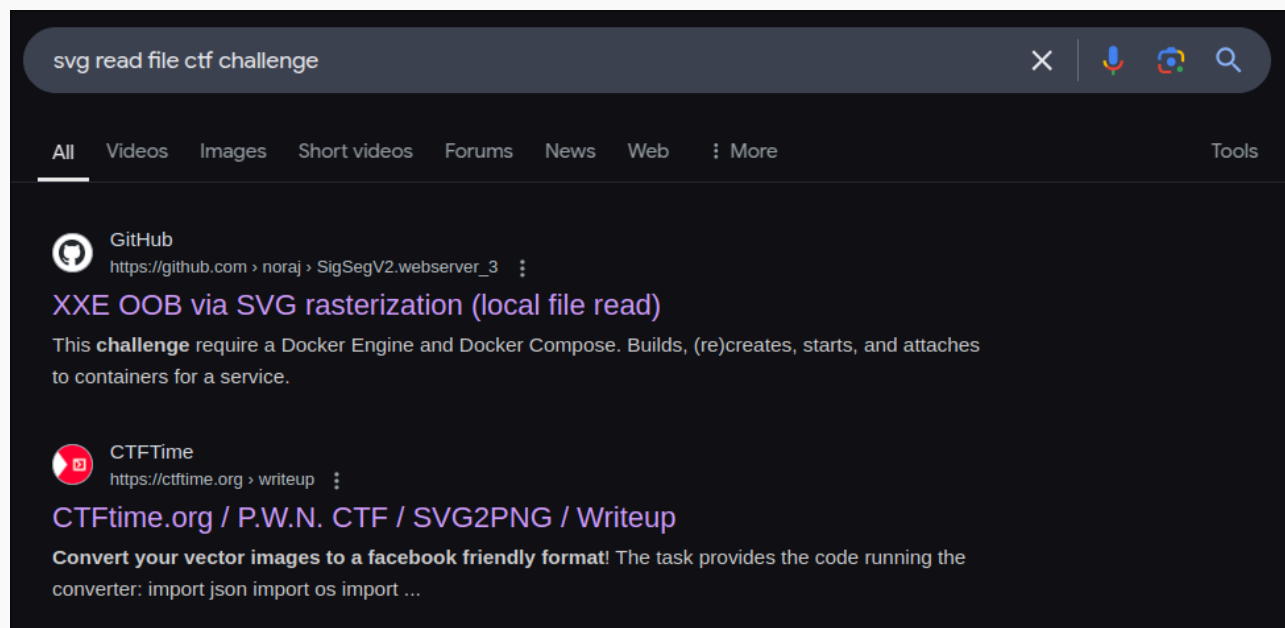 svg read file ctf challenge
All Videos Images Short videos Forums News Web More Tools
GitHub
https://github.com › noraj › SigSegV2.webserver_3
XXE OOB via SVG rasterization (local file read)
This challenge require a Docker Engine and Docker Compose. Builds, (re)creates, starts, and attaches
to containers for a service.
CTFTime
https://ctftime.org › writeup
CTFtime.org / P.W.N. CTF / SVG2PNG / Writeup
Convert your vector images to a facebook friendly format! The task provides the code running the
converter: import json import os import ...